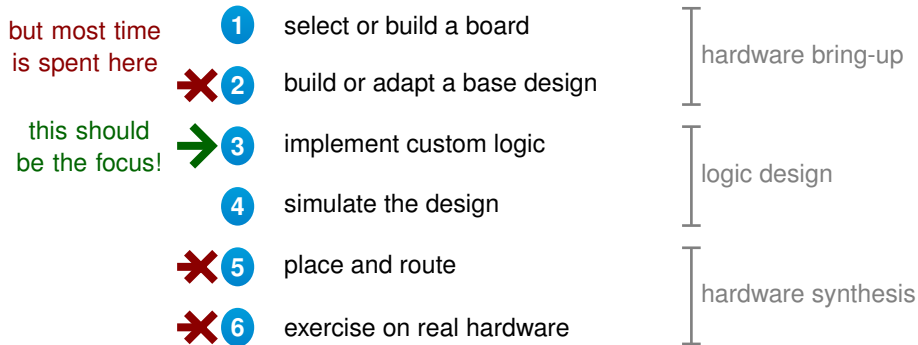 but most time
is spent here
this should
be the focus!
1 select or build a board
2 build or adapt a base design
3 implement custom logic
4 simulate the design
5 place and route
6 exercise on real hardware
hardware bring-up
logic design
hardware synthesis